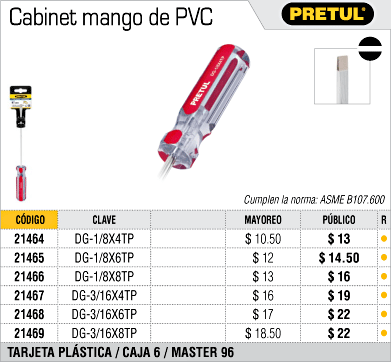 Cabinet mango de PVC
PRETUL®
PRETUL
Cumplen la norma: ASME B107.600
CÓDIGO CLAVE MAYOREO PÚBLICO R
21464 DG-1/8X4TP $ 10.50 $ 13
21465 DG-1/8X6TP $ 12 $ 14.50
21466 DG-1/8X8TP $ 13 $ 16
21467 DG-3/16X4TP $ 16 $ 19
21468 DG-3/16X6TP $ 17 $ 22
21469 DG-3/16X8TP $ 18.50 $ 22
TARJETA PLÁSTICA / CAJA 6 / MASTER 96